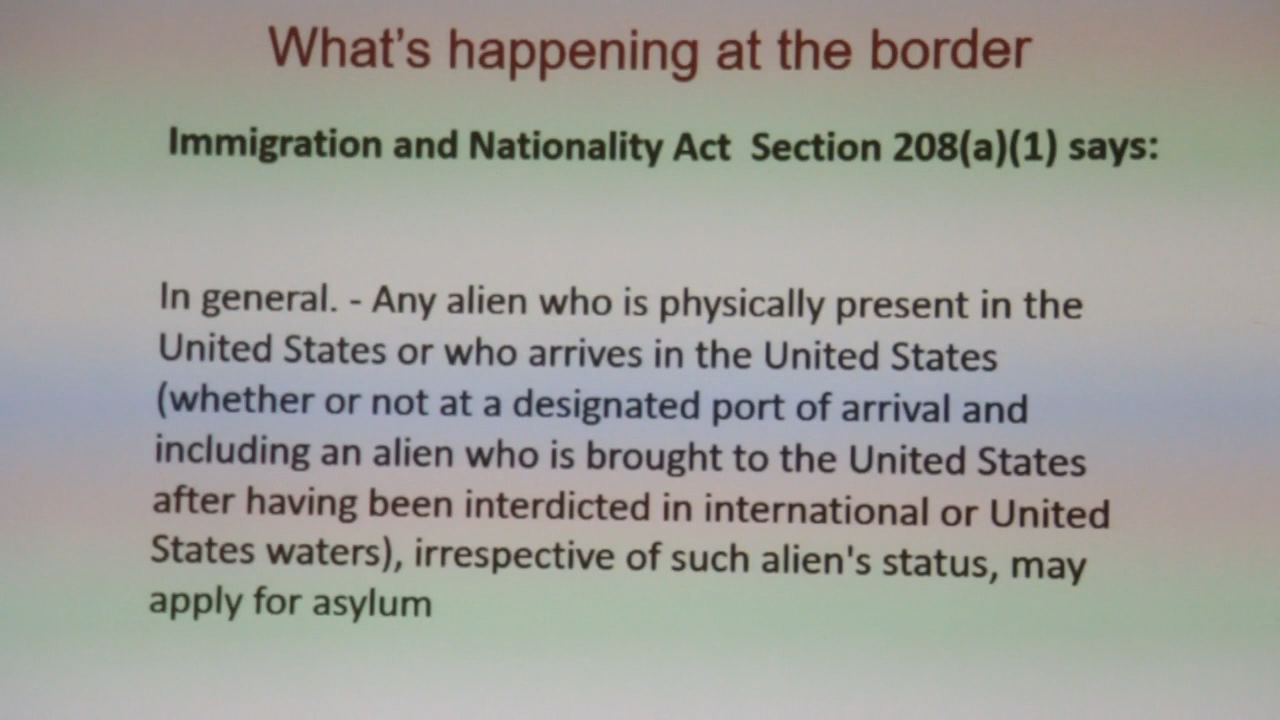 What's happening at the border
Immigration and Nationality Act  Section 208(a)(1) says:
In general. - Any alien who is physically present in the
United States or who arrives in the United States
(whether or not at a designated port of arrival and
including an alien who is brought to the United States
after having been interdicted in international or United
States waters), irrespective of such alien's status, may
apply for asylum